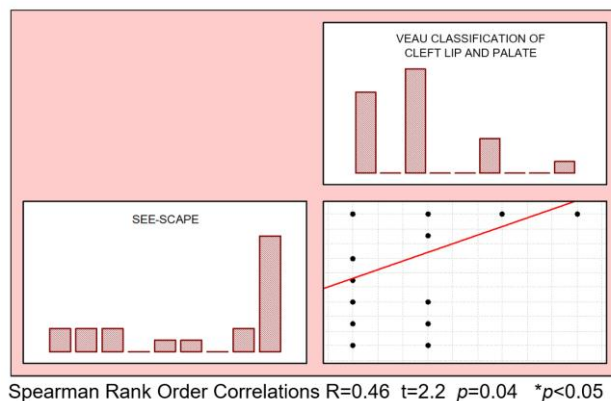 VEAU CLASSIFICATION OF
CLEFT LIP AND PALATE
SEE-SCAPE
Spearman Rank Order Correlations R=0.46 t=2.2 p=0.04 *p<0.05